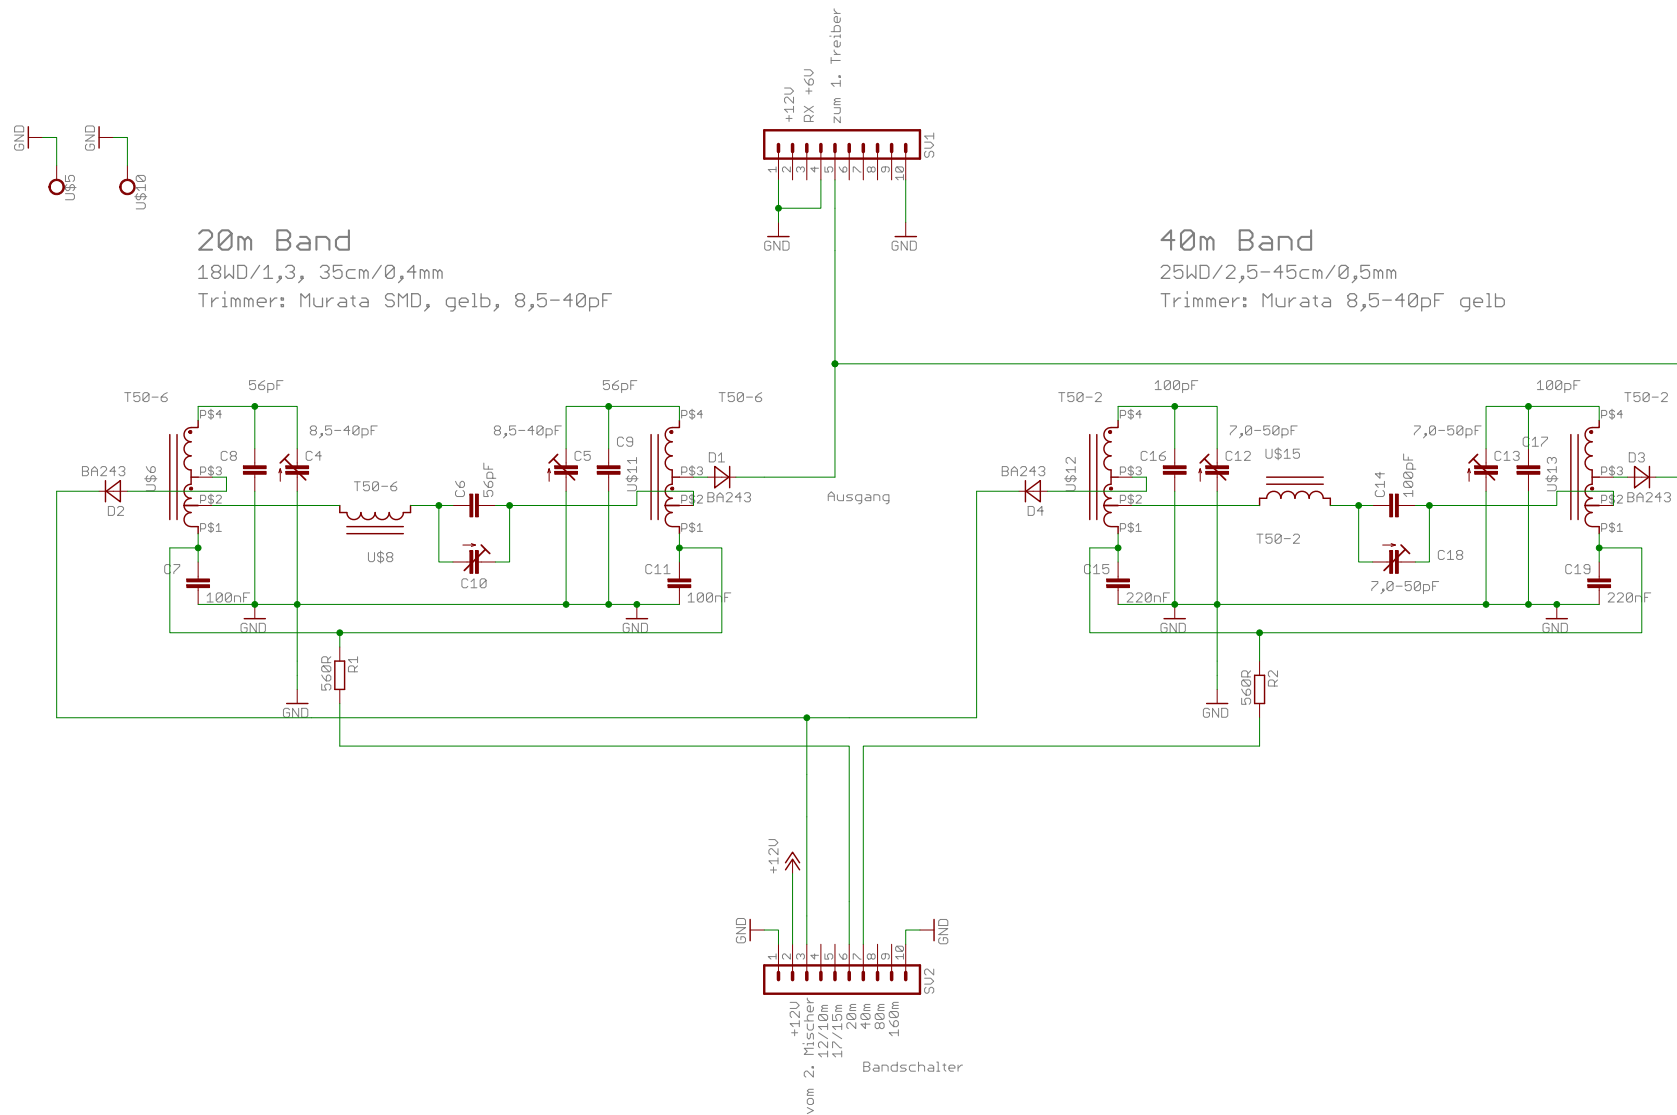 zum 1. Treiber
RX +6V
+12V
SV1
1
2
3
4
5
6
7
8
9
10
GND
GND
GND
GND
U$5
U$10
20m Band
18WD/1,3, 35cm/0,4mm
Trimmer: Murata SMD, gelb, 8,5-40pF
40m Band
25WD/2,5-45cm/0,5mm
Trimmer: Murata 8,5-40pF gelb
T50-6
56pF
56pF
T50-6
P$4
P$3
P$2
P$1
U$6
8,5-40pF
C8
C4
BA243
D2
T50-6
U$8
C6
56pF
C10
8,5-40pF
C5
C9
U$11
P$4
P$3
P$2
P$1
D1
BA243
C7
100nF
C11
100nF
GND
GND
GND
560R
R1
Ausgang
T50-2
100pF
100pF
T50-2
P$4
P$3
P$2
P$1
U$12
7,0-50pF
C16
C12
BA243
D4
U$15
T50-2
C14
100pF
C18
7,0-50pF
7,0-50pF
C13
C17
U$13
P$4
P$3
P$2
P$1
D3
BA243
C15
220nF
C19
220nF
GND
GND
GND
560R
R2
+12V
GND
GND
1
2
3
4
5
6
7
8
9
10
SV2
+12V
vom 2. Mischer
12/10m
17/15m
20m
40m
80m
160m
Bandschalter